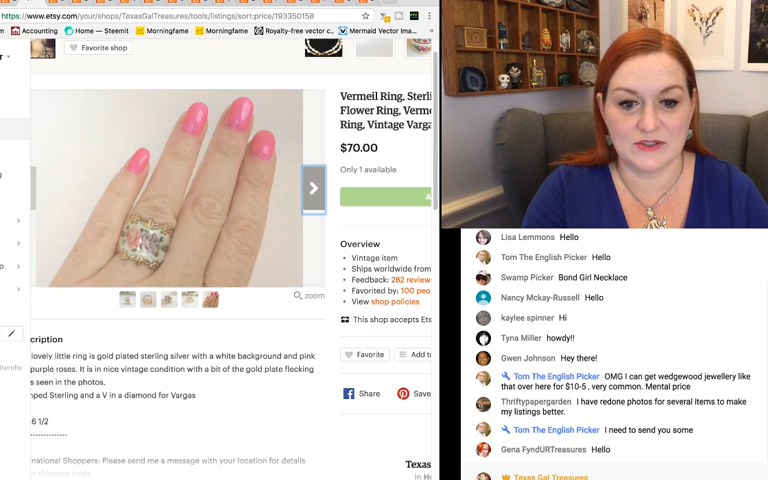 https://www.etsy.com/your/shops/TexasGalTreasures/tools/listings/sort:price/193350158
Accounting
Home — Steemit
Morningfame
Morningfame
Royalty-free vector c...
Mermaid Vector Ima...
Favorite shop
Vermeil Ring, Sterli
Flower Ring, Verme
Ring, Vintage Varga
$70.00
Only 1 available
Overview
Vintage item
Ships worldwide from
Feedback: 282 review
Favorited by: 100 peo
View shop policies
This shop accepts Ets
zoom
Favorite
Add to
Share
Save
cription
lovely little ring is gold plated sterling silver with a white background and pink
purple roses. It is in nice vintage condition with a bit of the gold plate flecking
s seen in the photos.
ped Sterling and a V in a diamond for Vargas
6 1/2
---------------
national Shoppers: Please send me a message with your location for details
t shipping costs
Texas
in Ho
Lisa Lemmons Hello
Tom The English Picker Hello
Swamp Picker Bond Girl Necklace
Nancy Mckay-Russell Hello
kaylee spinner Hi
Tyna Miller howdy!!
Gwen Johnson Hey there!
Tom The English Picker OMG I can get wedgewood jewellery like
that over here for $10-5 , very common. Mental price
Thriftypapergarden I have redone photos for several items to make
my listings better.
Tom The English Picker I need to send you some
Gena FyndURTreasures Hello
Texas Gal Treasures